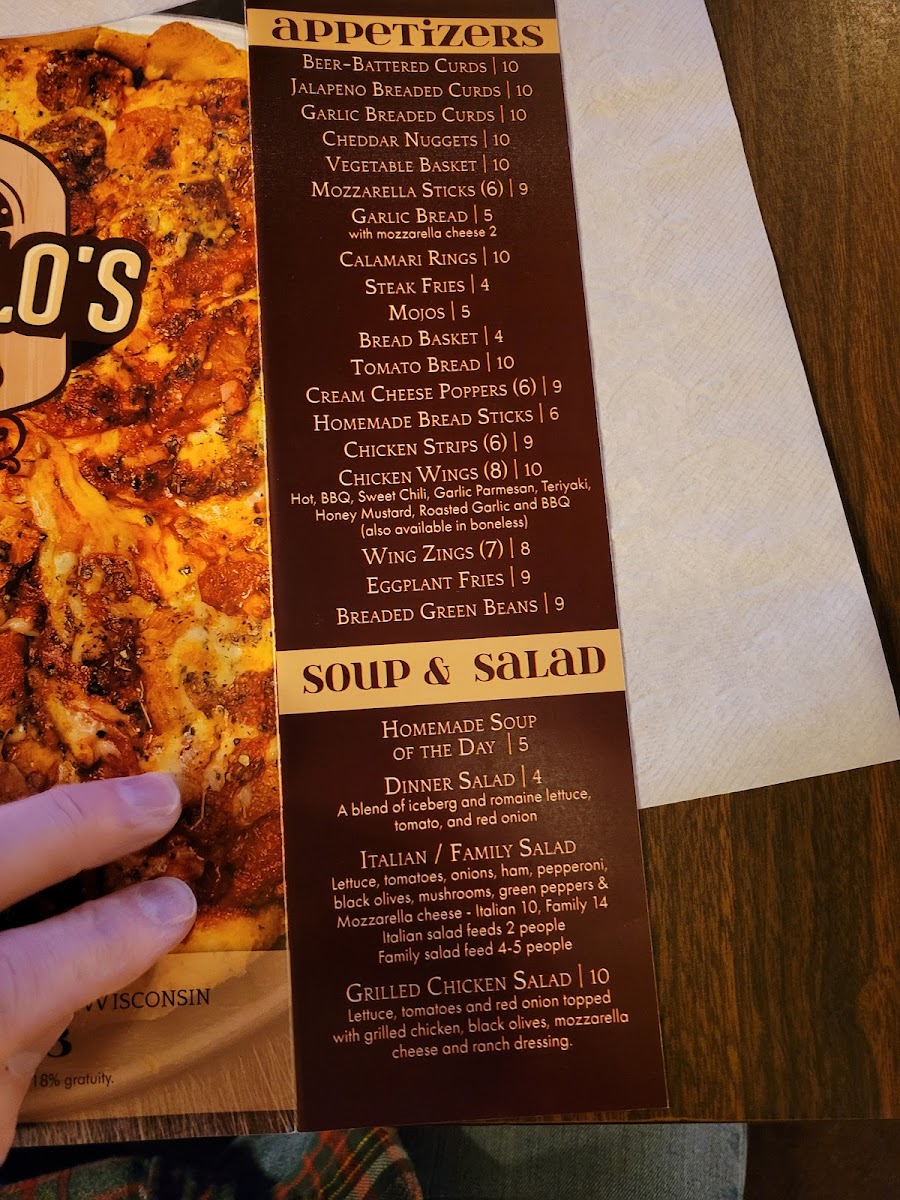 LO'S
WISCONSIN
18% gratuity.
APPETIZERS
BEER-BATTERED CURDS | 10
JALAPENO BREADED CURDS | 10
GARLIC BREADED CURDS | 10
CHEDDAR NUGGETS | 10
VEGETABLE BASKET | 10
MOZZARELLA STICKS (6) | 9
GARLIC BREAD | 5
with mozzarella cheese 2
CALAMARI RINGS | 10
STEAK FRIES | 4
MOJOS | 5
BREAD BASKET | 4
TOMATO BREAD | 10
CREAM CHEESE POPPERS (6) | 9
HOMEMADE BREAD STICKS | 6
CHICKEN STRIPS (6) | 9
CHICKEN WINGS (8) | 10
Hot, BBQ, Sweet Chili, Garlic Parmesan, Teriyaki,
Honey Mustard, Roasted Garlic and BBQ
(also available in boneless)
WING ZINGS (7) | 8
EGGPLANT FRIES | 9
BREADED GREEN BEANS | 9
SOUP & SALAD
HOMEMADE SOUP
OF THE DAY | 5
DINNER SALAD | 4
A blend of iceberg and romaine lettuce,
tomato, and red onion
ITALIAN / FAMILY SALAD
Lettuce, tomatoes, onions, ham, pepperoni,
black olives, mushrooms, green peppers &
Mozzarella cheese - Italian 10, Family 14
Italian salad feeds 2 people
Family salad feed 4-5 people
GRILLED CHICKEN SALAD | 10
Lettuce, tomatoes and red onion topped
with grilled chicken, black olives, mozzarella
cheese and ranch dressing.